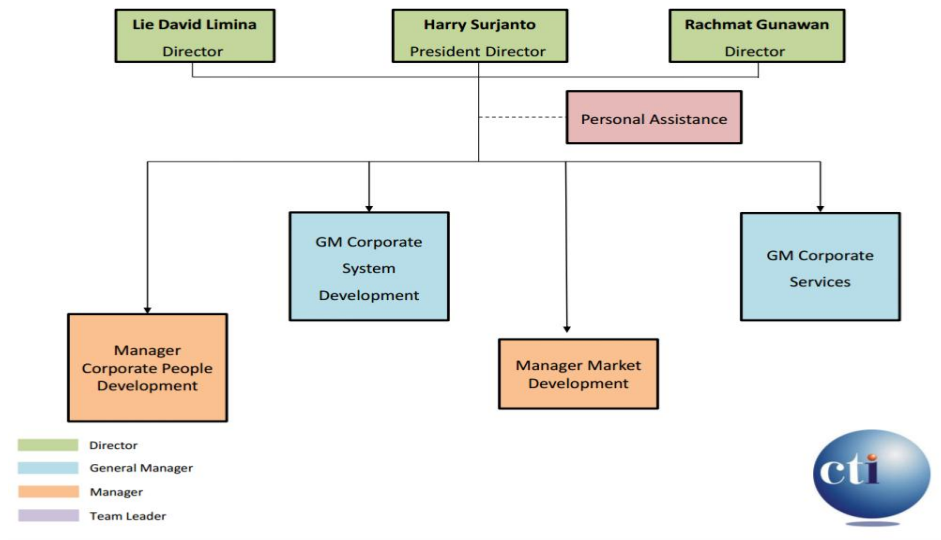 Lie David Limina
Director
Harry Surjanto
President Director
Rachmat Gunawan
Director
Personal Assistance
GM Corporate
System
Development
GM Corporate
Services
Manager
Corporate People
Development
Manager Market
Development
Director
General Manager
Manager
Team Leader
cti